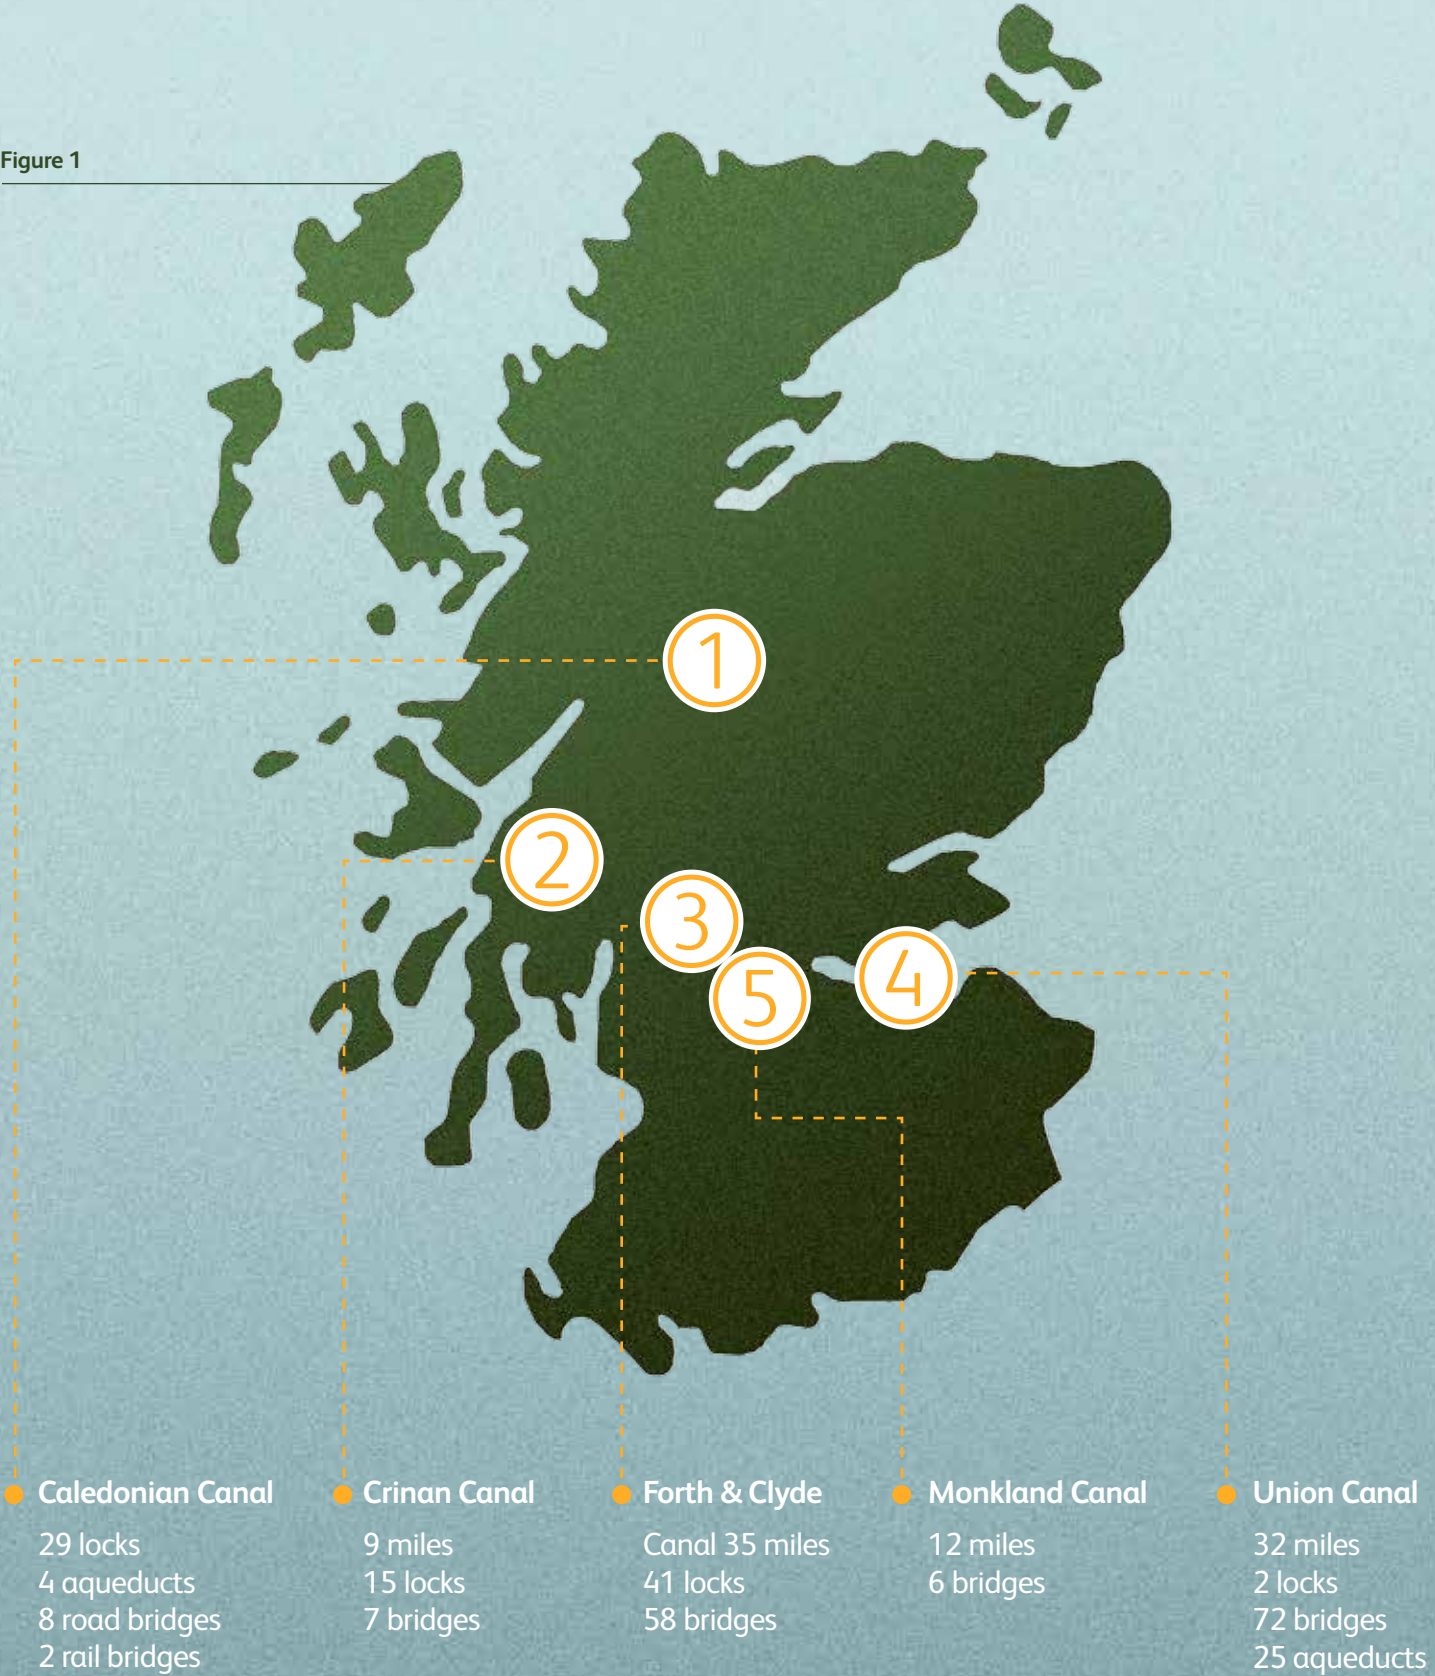 Figure 1
1
2
3
5
4
Caledonian Canal
29 locks
4 aqueducts
8 road bridges
2 rail bridges
Crinan Canal
9 miles
15 locks
7 bridges
Forth & Clyde
Canal 35 miles
41 locks
58 bridges
Monkland Canal
12 miles
6 bridges
Union Canal
32 miles
2 locks
72 bridges
25 aqueducts